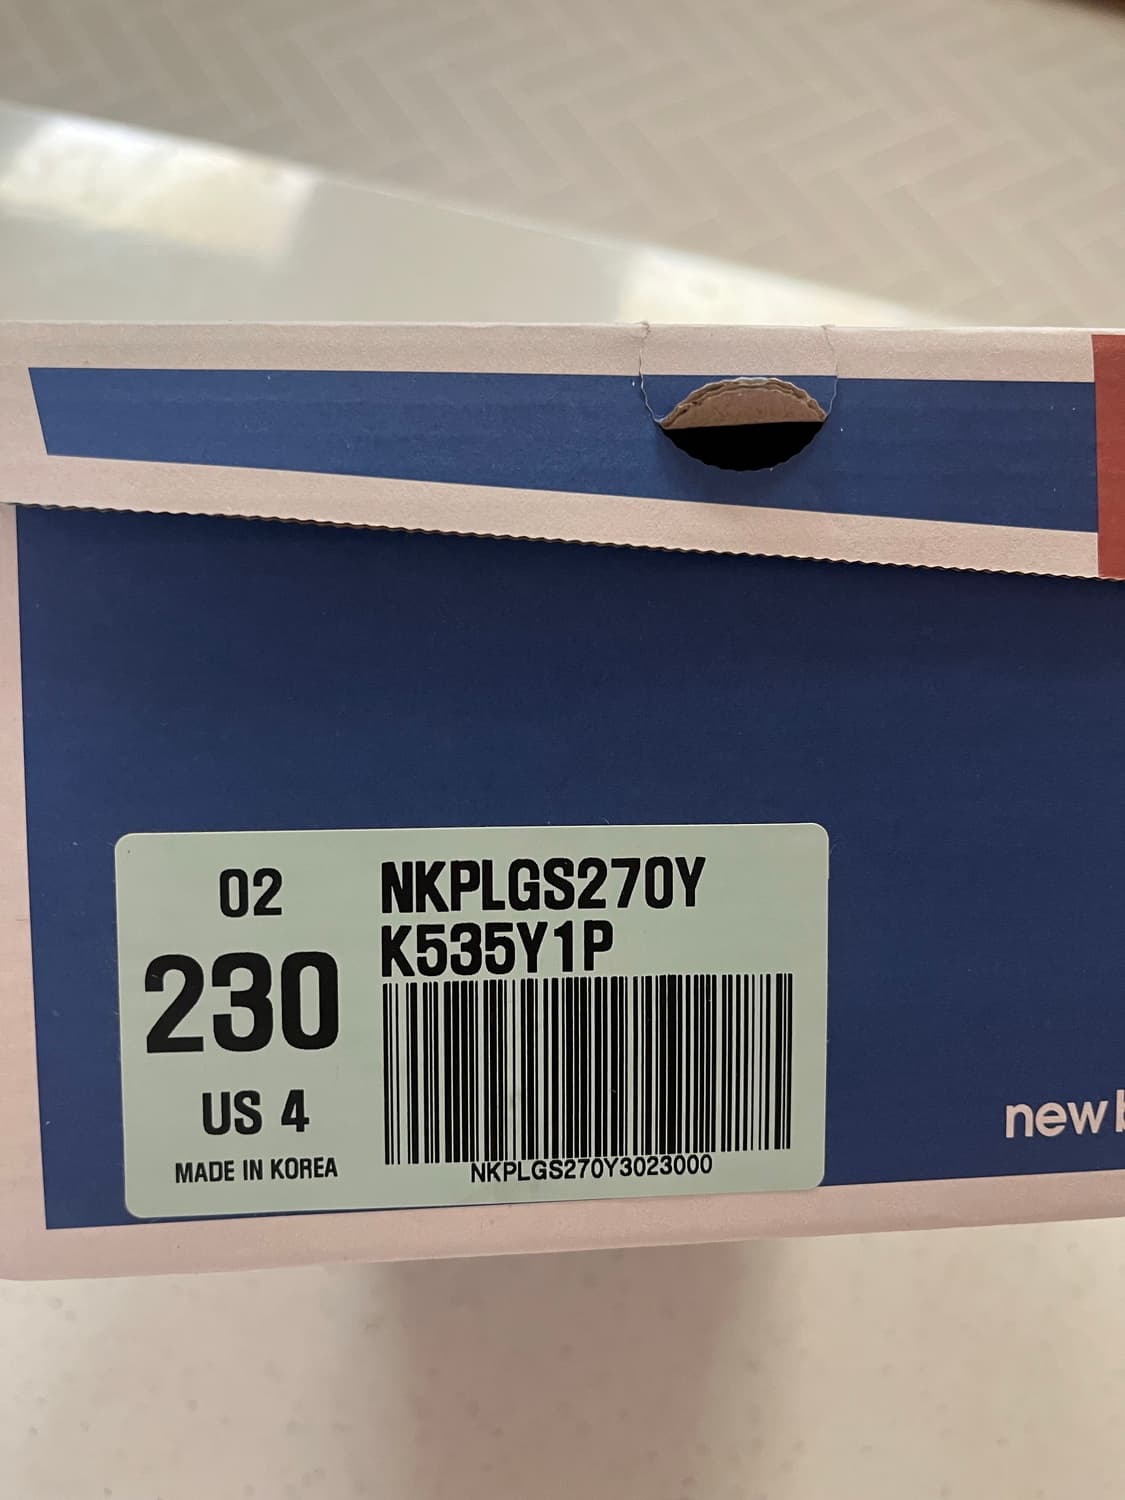 02
230
US 4
MADE IN KOREA
NKPLGS270Y
K535Y1P
NKPLGS270Y3023000
new